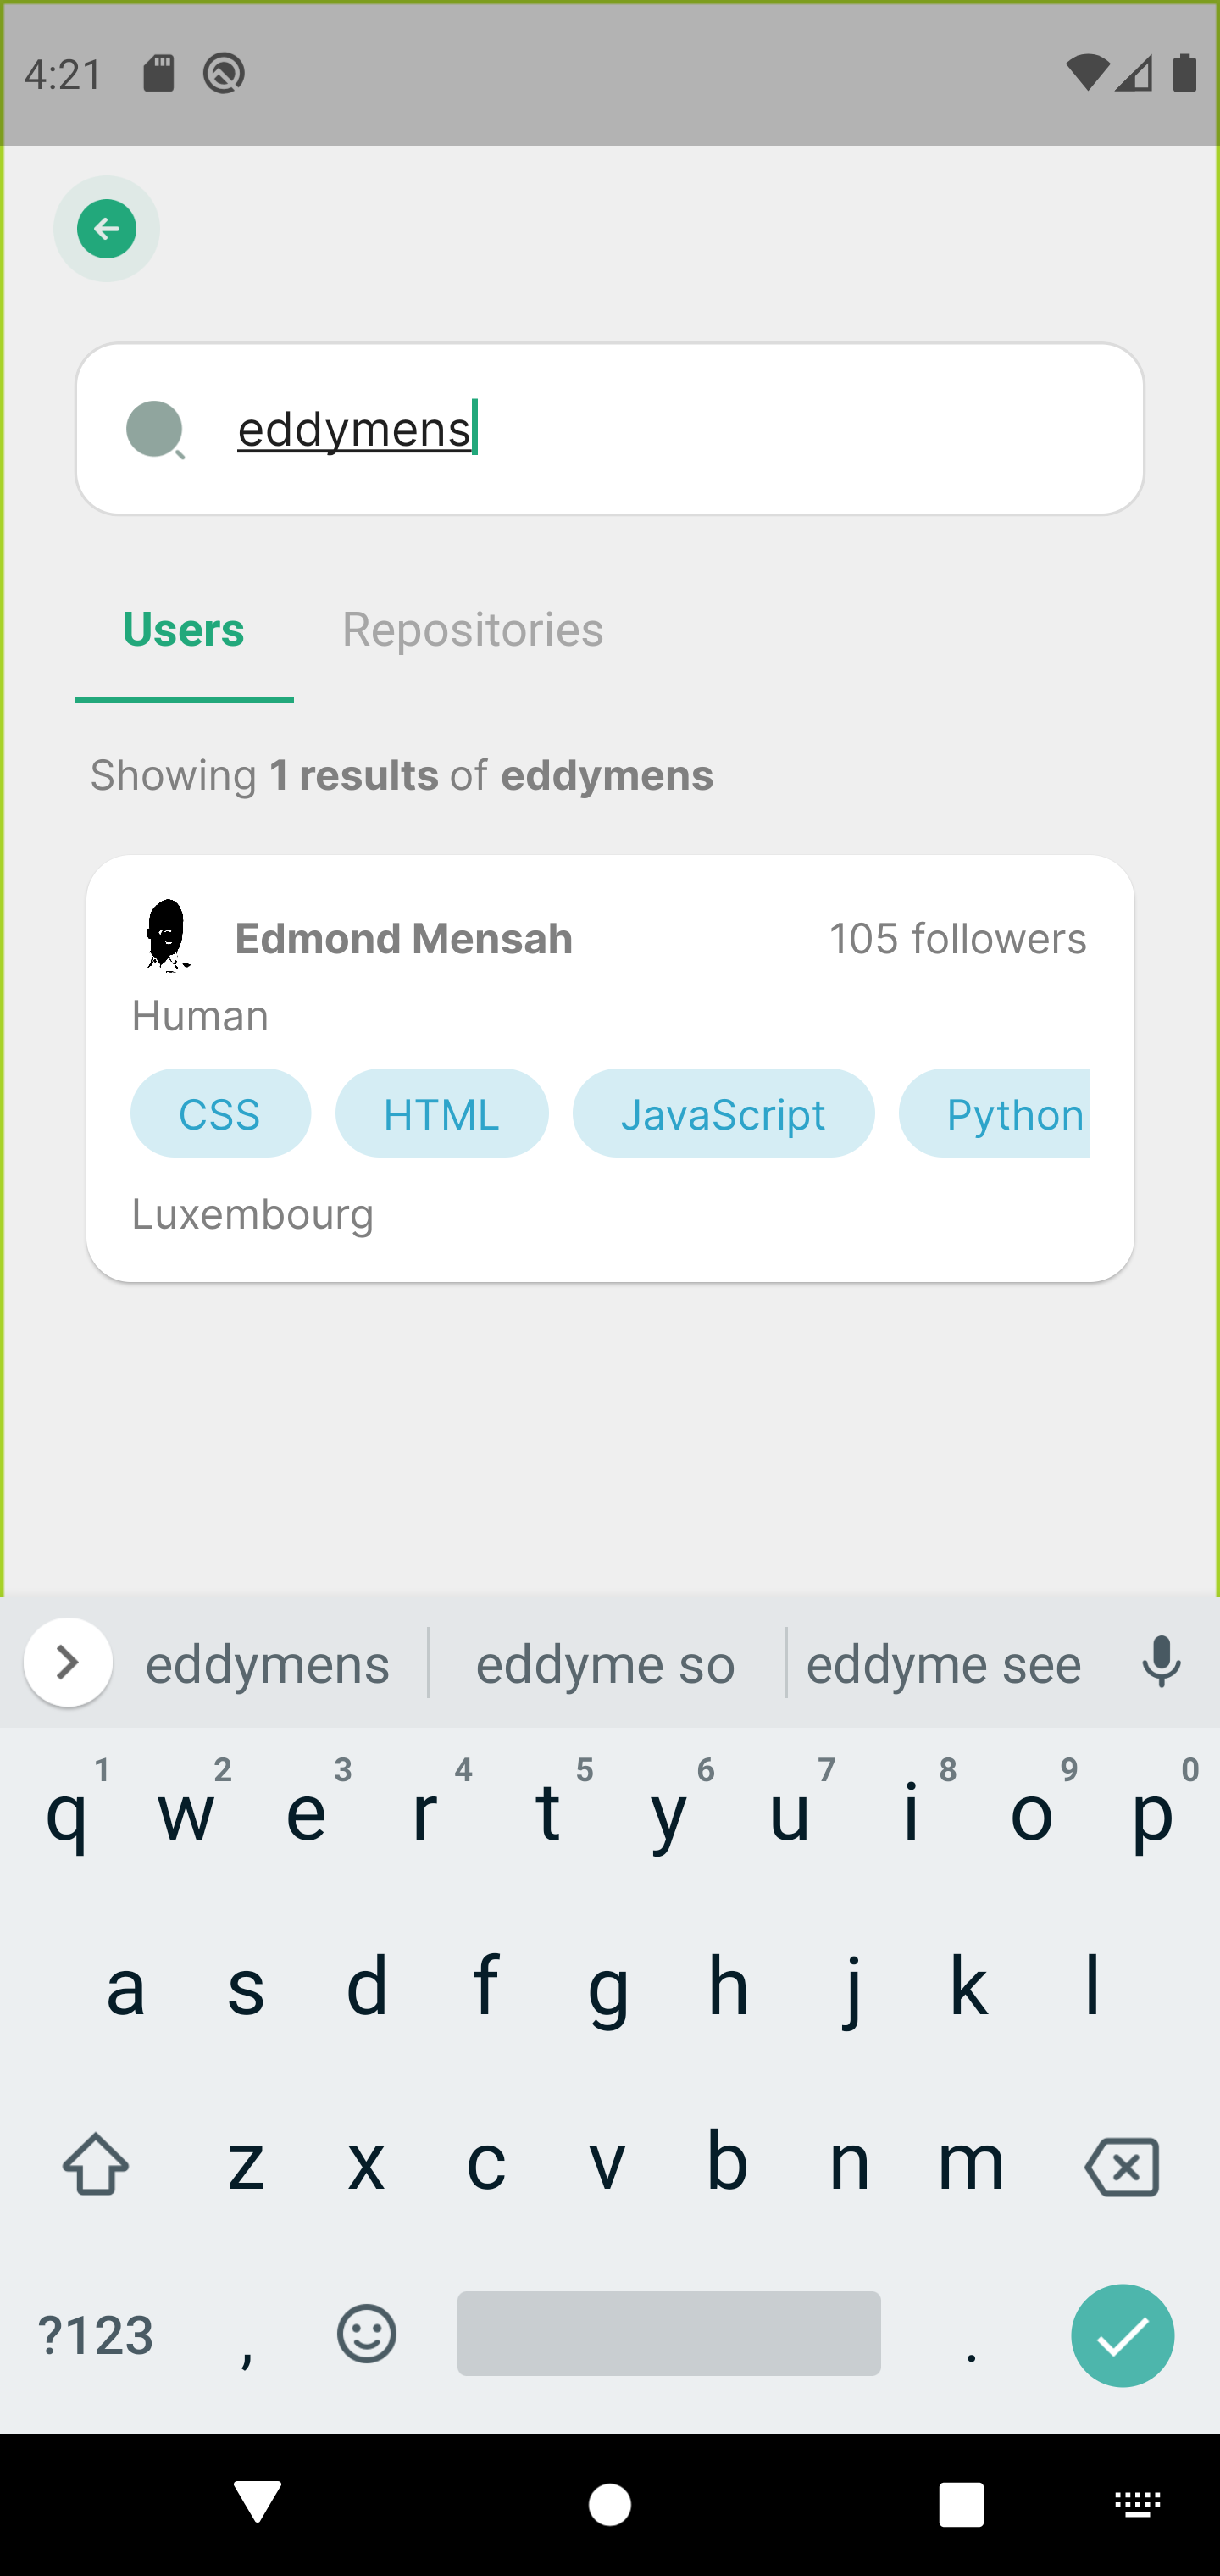 4:21
eddymens
Users Repositories
Showing 1 results of eddymens
Edmond Mensah 105 followers
Human
CSS HTML JavaScript Python
Luxembourg
eddymens eddyme so eddyme see
1 2 3 4 5 6 7 8 9 0
q w e r t y u i o p
a s d f g h j k l
z x c v b n m
?123 , .